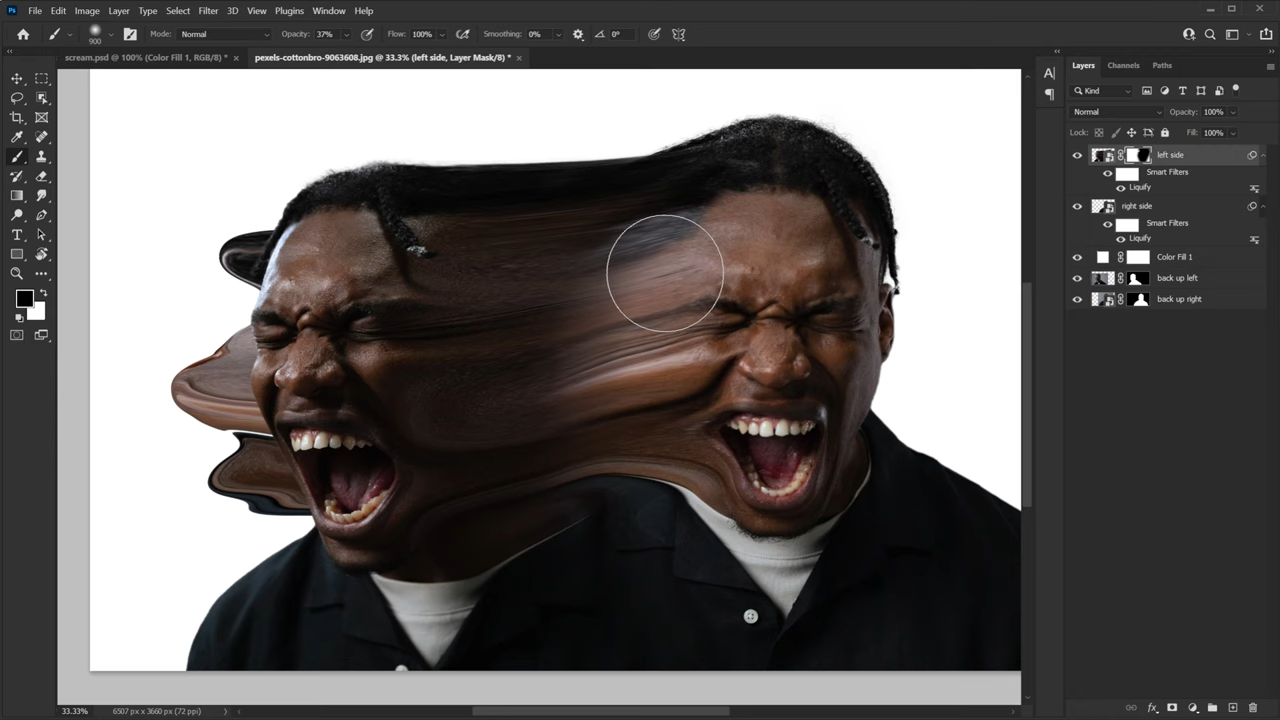 Ps File Edit Image Layer Type Select Filter 3D View Plugins Window Help
900 Mode: Normal Opacity: 37% Flow: 100% Smoothing: 0% 0°
scream.psd @ 100% (Color Fill 1, RGB/8) * × pexels-cottonbro-9063608.jpg @ 33.3% (left side, Layer Mask/8) * ×
Layers Channels Paths
Kind
Normal Opacity: 100%
Lock: Fill: 100%
left side
Smart Filters
Liquify
right side
Smart Filters
Liquify
Color Fill 1
back up left
back up right
33.33% 6507 px x 3660 px (72 ppi)